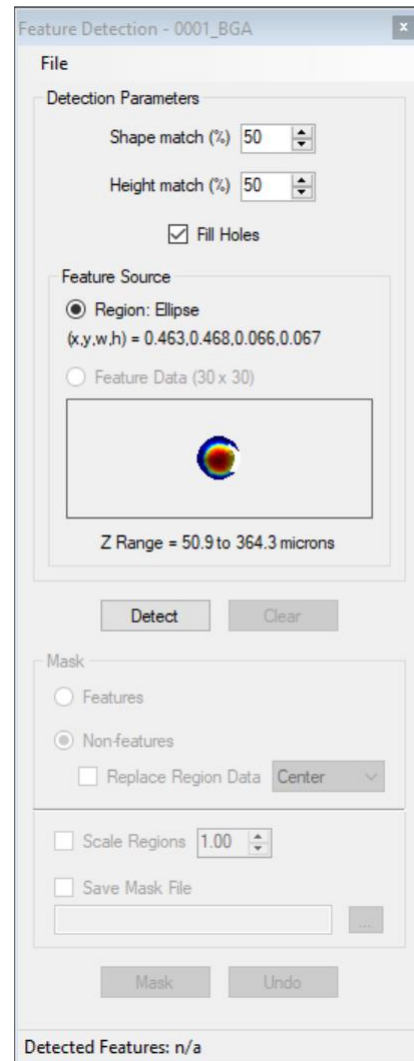 Feature Detection - 0001_BGA x
File
Detection Parameters
Shape match (%) 50
Height match (%) 50
Fill Holes
Feature Source
Region: Ellipse
(x,y,w,h) = 0.463,0.468,0.066,0.067
Feature Data (30 x 30)
Z Range = 50.9 to 364.3 microns
Detect Clear
Mask
Features
Non-features
Replace Region Data Center
Scale Regions 1.00
Save Mask File
...
Mask Undo
Detected Features: n/a